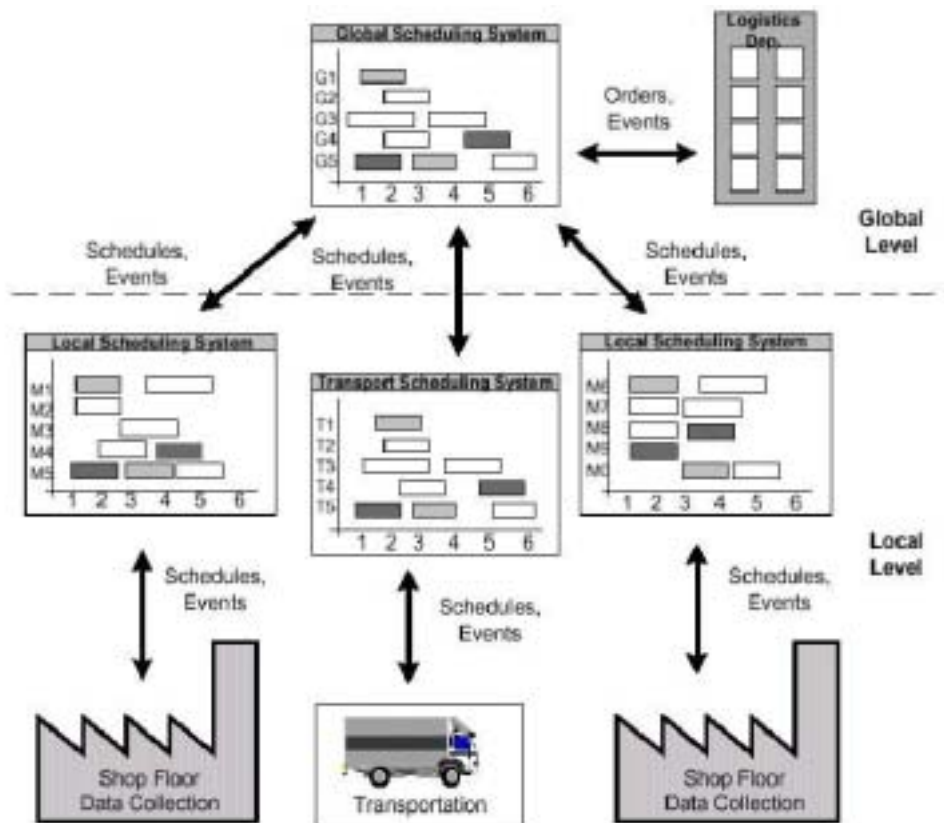 Global Scheduling System
G1
G2
G3
G4
G5
1 2 3 4 5 6
Logistics
Dep.
Orders,
Events
Global
Level
Schedules,
Events
Schedules,
Events
Schedules,
Events
Local Scheduling System
M1
M2
M3
M4
M5
1 2 3 4 5 6
Transport Scheduling System
T1
T2
T3
T4
T5
1 2 3 4 5 6
Local Scheduling System
M6
M7
M8
M9
M0
1 2 3 4 5 6
Local
Level
Schedules,
Events
Schedules,
Events
Schedules,
Events
Shop Floor
Data Collection
Transportation
Shop Floor
Data Collection